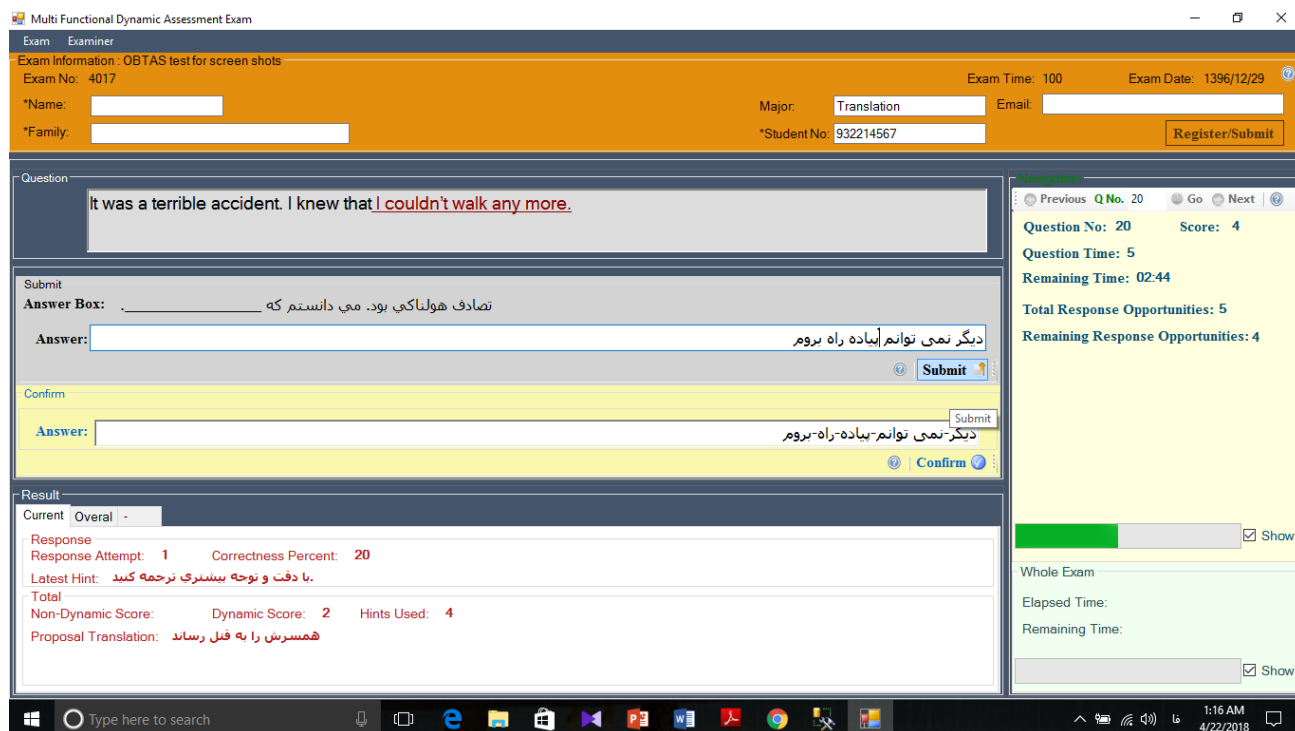 Multi Functional Dynamic Assessment Exam
Exam Examiner
Exam Information : OBTAS test for screen shots
Exam No: 4017 Exam Time: 100 Exam Date: 1396/12/29
*Name: Major: Translation Email:
*Family: *Student No: 932214567 Register/Submit
Question
It was a terrible accident. I knew that I couldn't walk any more.
Navigation
Previous Q No. 20 Go Next
Question No: 20 Score: 4
Question Time: 5
Remaining Time: 02:44
Total Response Opportunities: 5
Remaining Response Opportunities: 4
Submit
Answer Box: تصادف هولناكي بود. مي دانستم كه ___________________.
Answer: دیگر نمی توانم پیاده راه بروم
Submit
Confirm
Submit
Answer: دیگر-نمی توانم-پیاده-راه-بروم
Confirm
Result
Current Overal -
Response
Response Attempt: 1 Correctness Percent: 20
Latest Hint: با دقت و توجه بيشتري ترجمه كنيد.
Total
Non-Dynamic Score: Dynamic Score: 2 Hints Used: 4
Proposal Translation: همسرش را به قتل رساند
Show
Whole Exam
Elapsed Time:
Remaining Time:
Show
Type here to search
فا
1:16 AM
4/22/2018